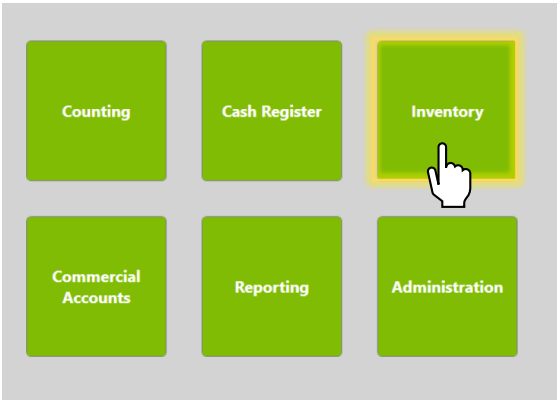 Counting
Cash Register
Inventory
Commercial
Accounts
Reporting
Administration